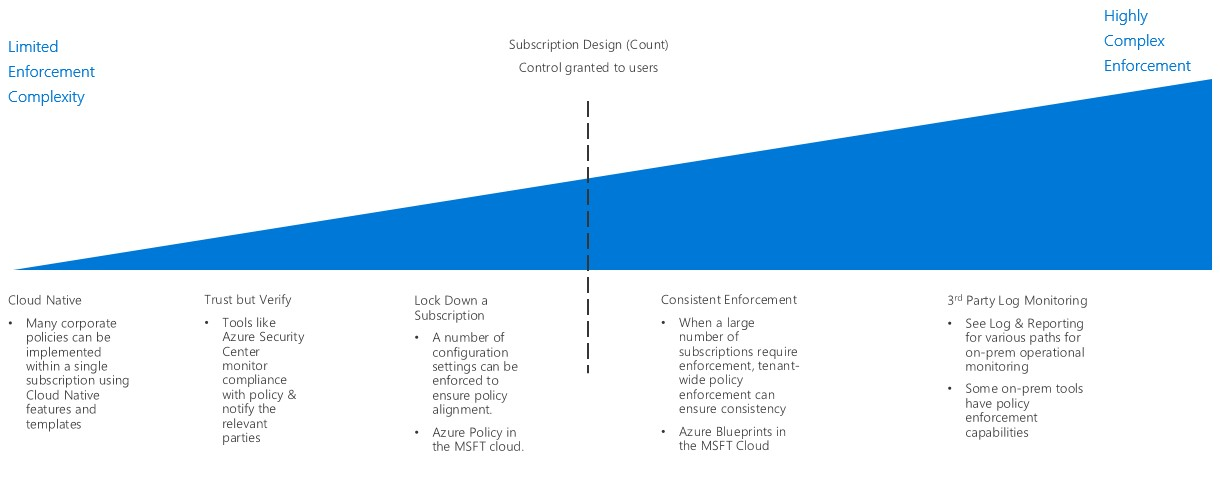 Limited
Enforcement
Complexity
Subscription Design (Count)
Control granted to users
Highly
Complex
Enforcement
Cloud Native
• Many corporate
policies can be
implemented
within a single
subscription using
Cloud Native
features and
templates
Trust but Verify
• Tools like
Azure Security
Center
monitor
compliance
with policy &
notify the
relevant
parties
Lock Down a
Subscription
• A number of
configuration
settings can be
enforced to
ensure policy
alignment.
• Azure Policy in
the MSFT cloud.
Consistent Enforcement
• When a large
number of
subscriptions require
enforcement, tenant-
wide policy
enforcement can
ensure consistency
• Azure Blueprints in
the MSFT Cloud
3rd Party Log Monitoring
• See Log & Reporting
for various paths for
on-prem operational
monitoring
• Some on-prem tools
have policy
enforcement
capabilities